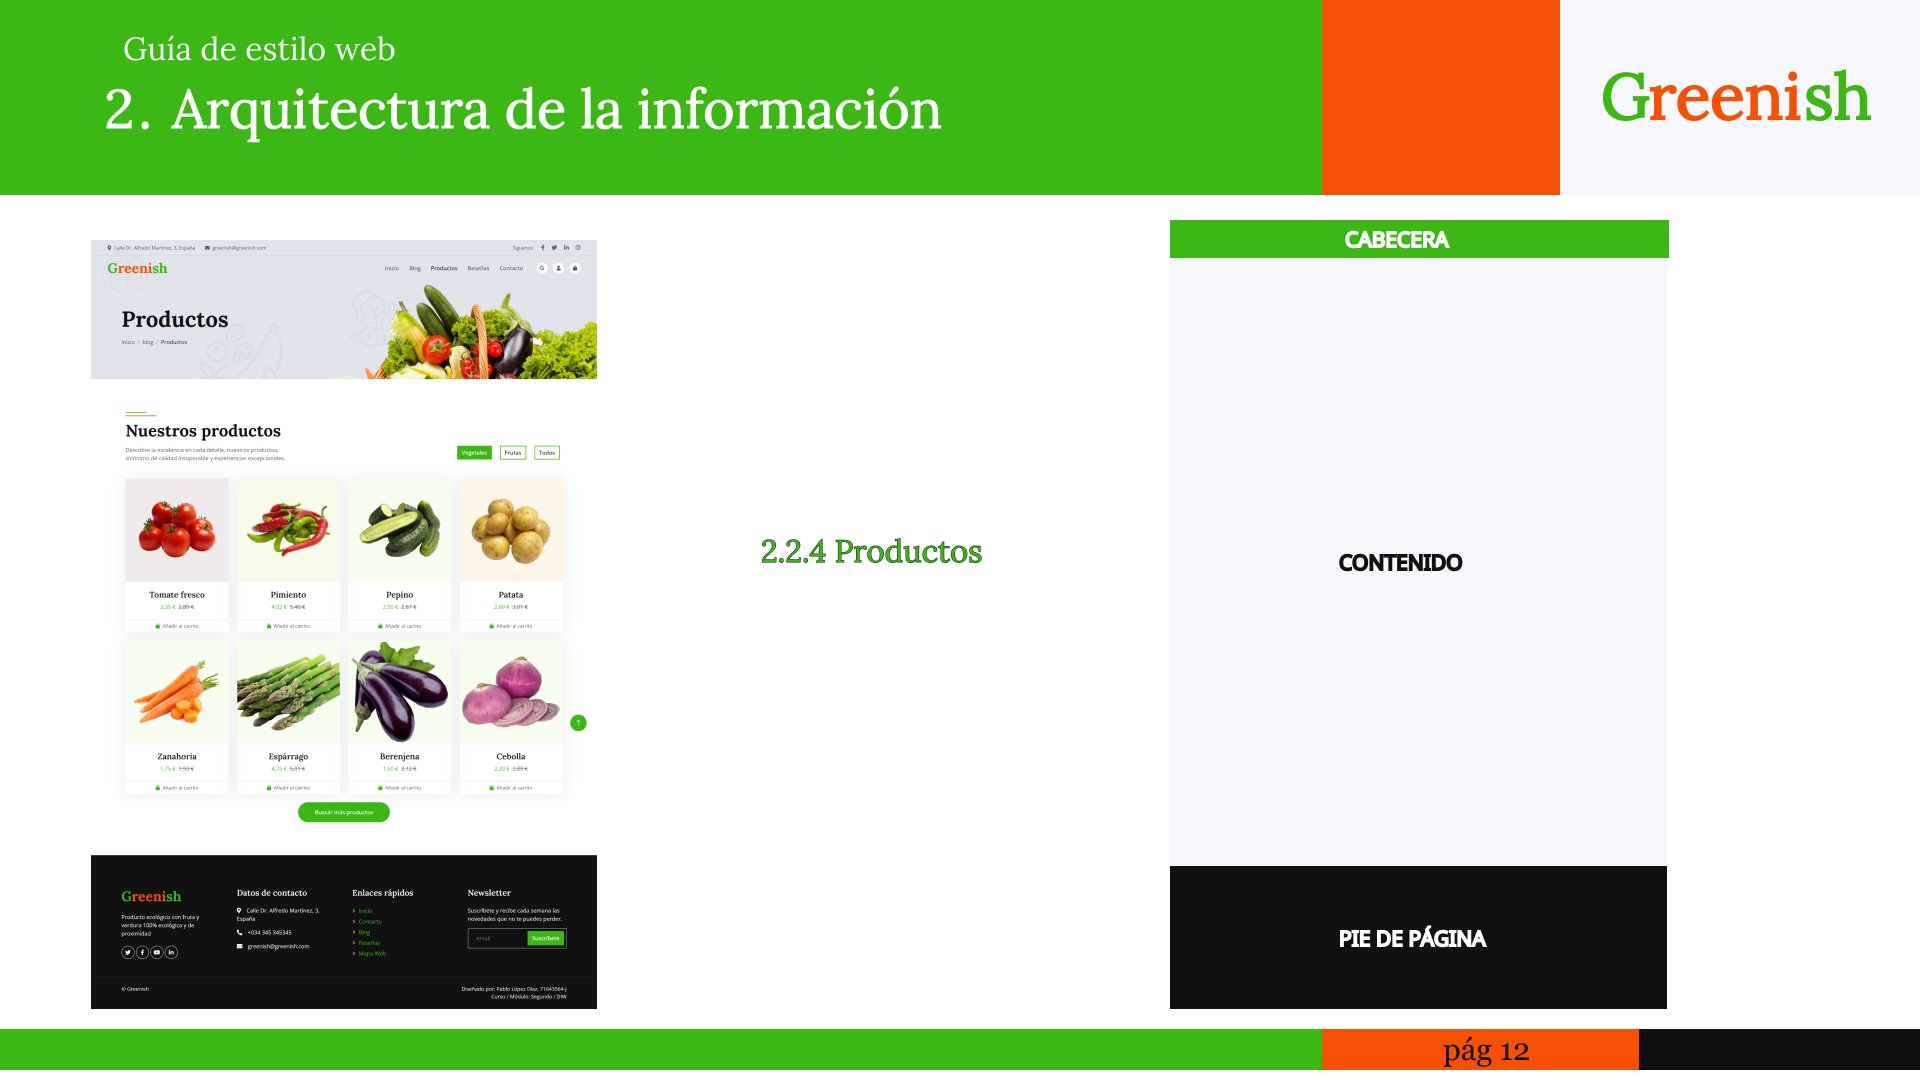 Guía de estilo web
2. Arquitectura de la información
Greenish
Calle Dr. Alfredo Martínez, 3, España
greenish@greenish.com
Síguenos:
Greenish
Inicio Blog Productos Reseñas Contacto
Productos
Inicio / blog / Productos
Nuestros productos
Descubre la excelencia en cada detalle, nuestros productos,
sinónimo de calidad insuperable y experiencias excepcionales.
Vegetales Frutas Todos
Tomate fresco Pimiento Pepino Patata
2,35 € 2,89 € 4,02 € 5,40 € 2,50 € 2,87 € 2,80 € 3,01 €
Añadir al carrito Añadir al carrito Añadir al carrito Añadir al carrito
Zanahoria Espárrago Berenjena Cebolla
1,75 € 1,93 € 4,75 € 5,01 € 1,60 € 2,12 € 2,20 € 2,89 €
Añadir al carrito Añadir al carrito Añadir al carrito Añadir al carrito
Buscar más productos
Greenish
Producto ecológico con fruta y
verdura 100% ecológica y de
proximidad
Datos de contacto
Calle Dr. Alfredo Martínez, 3,
España
+034 345 345345
greenish@greenish.com
Enlaces rápidos
Inicio
Contacto
Blog
Reseñas
Mapa Web
Newsletter
Suscríbete y recibe cada semana las
novedades que no te puedes perder.
email Suscríbete
© Greenish
Diseñado por: Pablo López Díaz, 71643564-j
Curso / Módulo: Segundo / DIW
2.2.4 Productos
CABECERA
CONTENIDO
PIE DE PÁGINA
pág 12